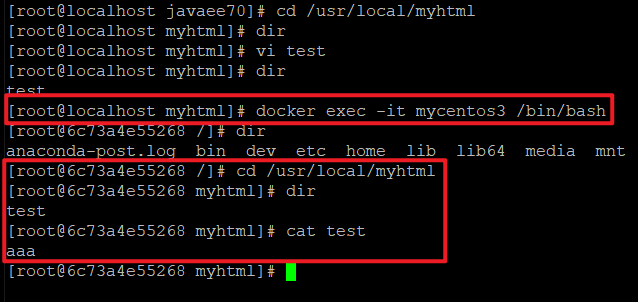 [root@localhost javaee70]# cd /usr/local/myhtml
[root@localhost myhtml]# dir
[root@localhost myhtml]# vi test
[root@localhost myhtml]# dir
test
[root@localhost myhtml]# docker exec -it mycentos3 /bin/bash
[root@6c73a4e55268 /]# dir
anaconda-post.log  bin  dev  etc  home  lib  lib64  media  mnt
[root@6c73a4e55268 /]# cd /usr/local/myhtml
[root@6c73a4e55268 myhtml]# dir
test
[root@6c73a4e55268 myhtml]# cat test
aaa
[root@6c73a4e55268 myhtml]#